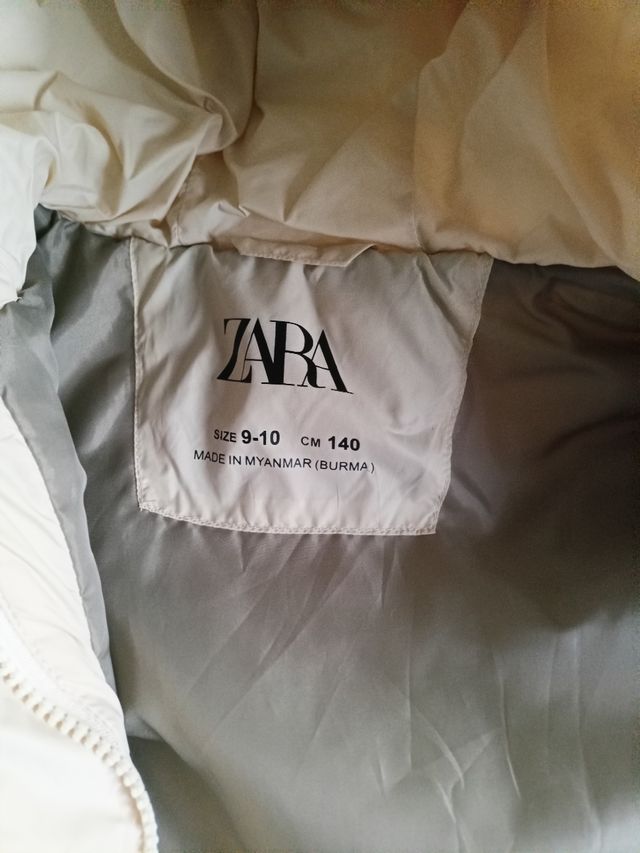 ZARA
SIZE 9-10 CM 140
MADE IN MYANMAR (BURMA)